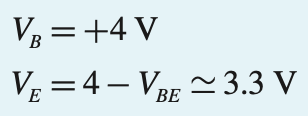 V_B = +4 V
V_E = 4 − V_BE ≃ 3.3 V